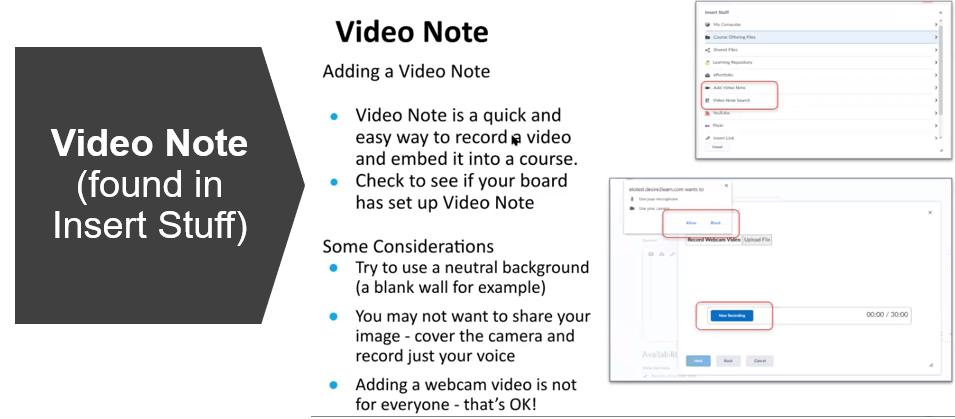 Video Note
(found in
Insert Stuff)
Video Note
Adding a Video Note
Video Note is a quick and
easy way to record a video
and embed it into a course.
Check to see if your board
has set up Video Note
Some Considerations
Try to use a neutral background
(a blank wall for example)
You may not want to share your
image - cover the camera and
record just your voice
Adding a webcam video is not
for everyone - that's OK!
Insert Stuff
My Computer
Course Offering Files
Shared Files
Learning Repository
ePortfolio
Add Video Note
Video Note Search
YouTube
Flickr
Insert Link
eloted.desire2learn.com wants to
Use your microphone
Use your camera
Allow Block
Record Webcam Video Upload File
New Recording
00:00 / 30:00
Availabili
Next Back Cancel